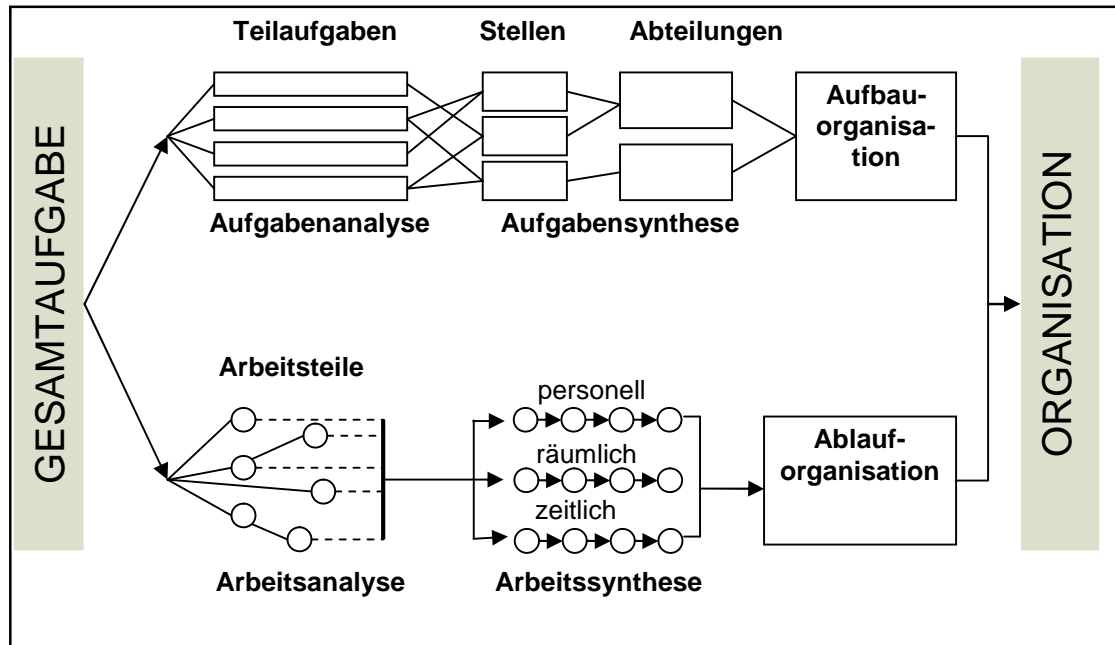 GESAMTAUFGABE
Teilaufgaben
Stellen
Abteilungen
Aufbau-
organisa-
tion
Aufgabenanalyse
Aufgabensynthese
Arbeitsteile
personell
räumlich
zeitlich
Ablauf-
organisation
Arbeitsanalyse
Arbeitssynthese
ORGANISATION